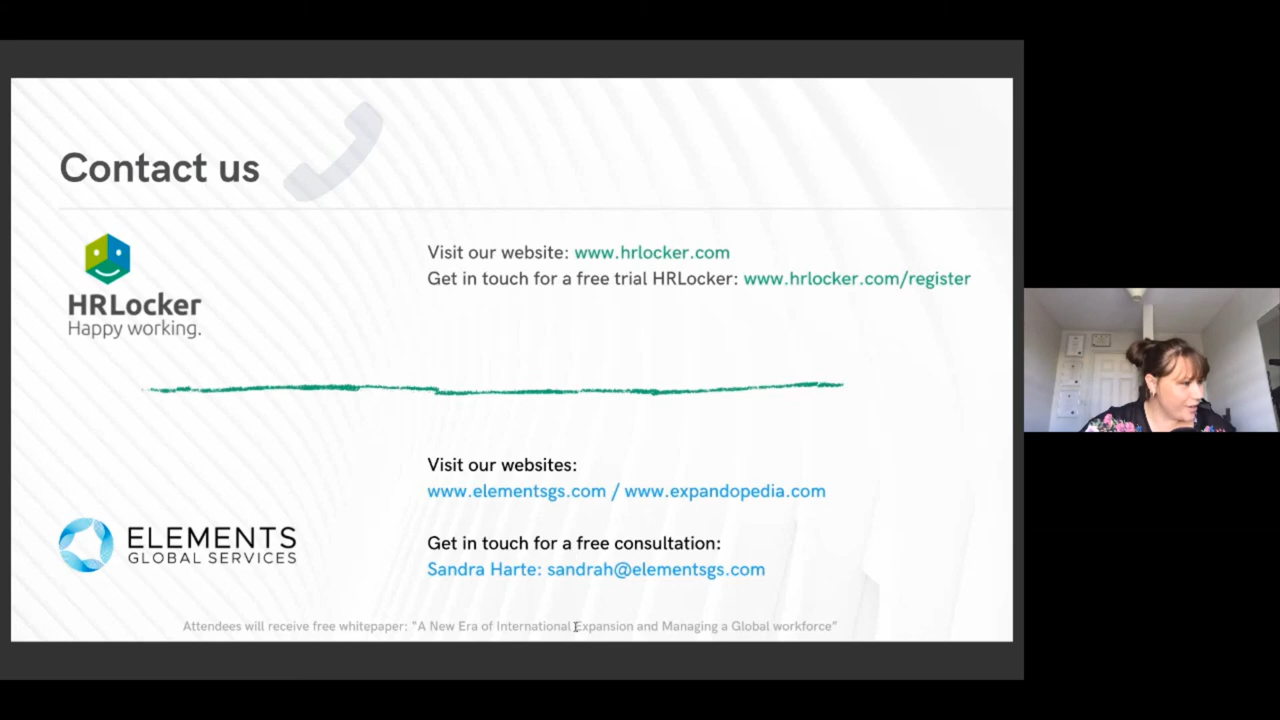 Contact us
HRLocker
Happy working.
Visit our website: www.hrlocker.com
Get in touch for a free trial HRLocker: www.hrlocker.com/register
Visit our websites:
www.elementsgs.com / www.expandopedia.com
ELEMENTS
GLOBAL SERVICES
Get in touch for a free consultation:
Sandra Harte: sandrah@elementsgs.com
Attendees will receive free whitepaper: "A New Era of International Expansion and Managing a Global workforce"